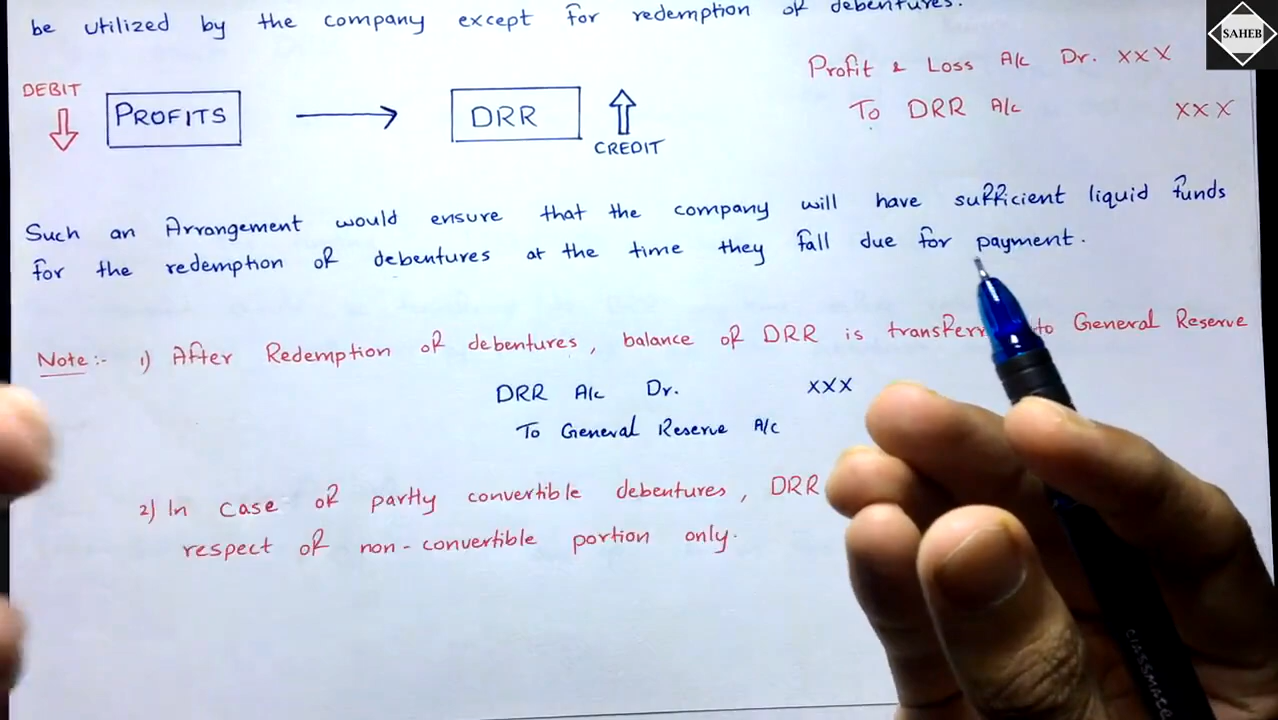 be utilized by the company except for redemption of debentures.
SAHEB
Profit & Loss A/c Dr. XXX
To DRR A/c XXX
DEBIT
PROFITS
DRR
CREDIT
Such an Arrangement would ensure that the company will have sufficient liquid funds
for the redemption of debentures at the time they fall due for payment.
Note:- 1) After Redemption of debentures, balance of DRR is transferr to General Reserve
DRR A/c Dr. XXX
To General Reserve A/c
2) In case of partly convertible debentures, DRR
respect of non-convertible portion only.
CLASSMATE